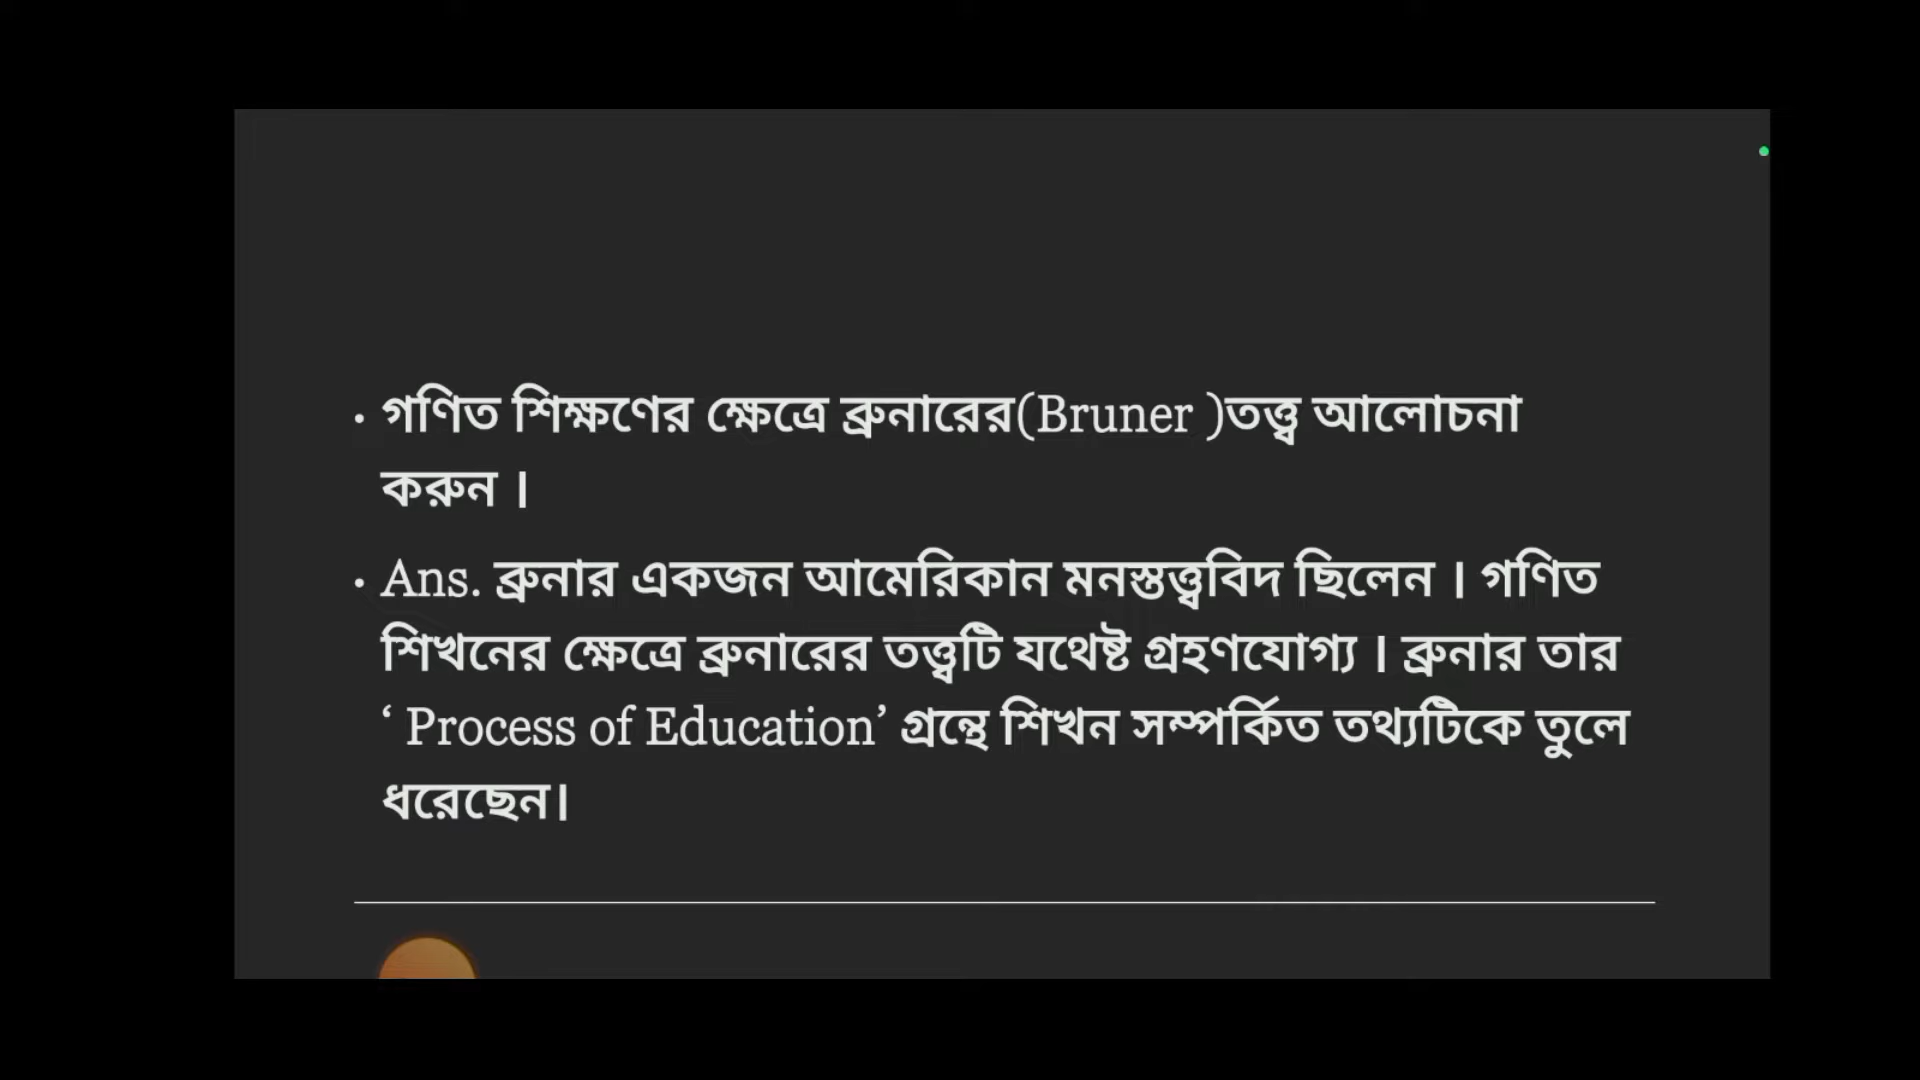 • গণিত শিক্ষণের ক্ষেত্রে ব্রুনারের(Bruner )তত্ত্ব আলোচনা
করুন ।
• Ans. ব্রুনার একজন আমেরিকান মনস্তত্ত্ববিদ ছিলেন । গণিত
শিখনের ক্ষেত্রে ব্রুনারের তত্ত্বটি যথেষ্ট গ্রহণযোগ্য । ব্রুনার তার
‘ Process of Education’ গ্রন্থে শিখন সম্পর্কিত তথ্যটিকে তুলে
ধরেছেন।